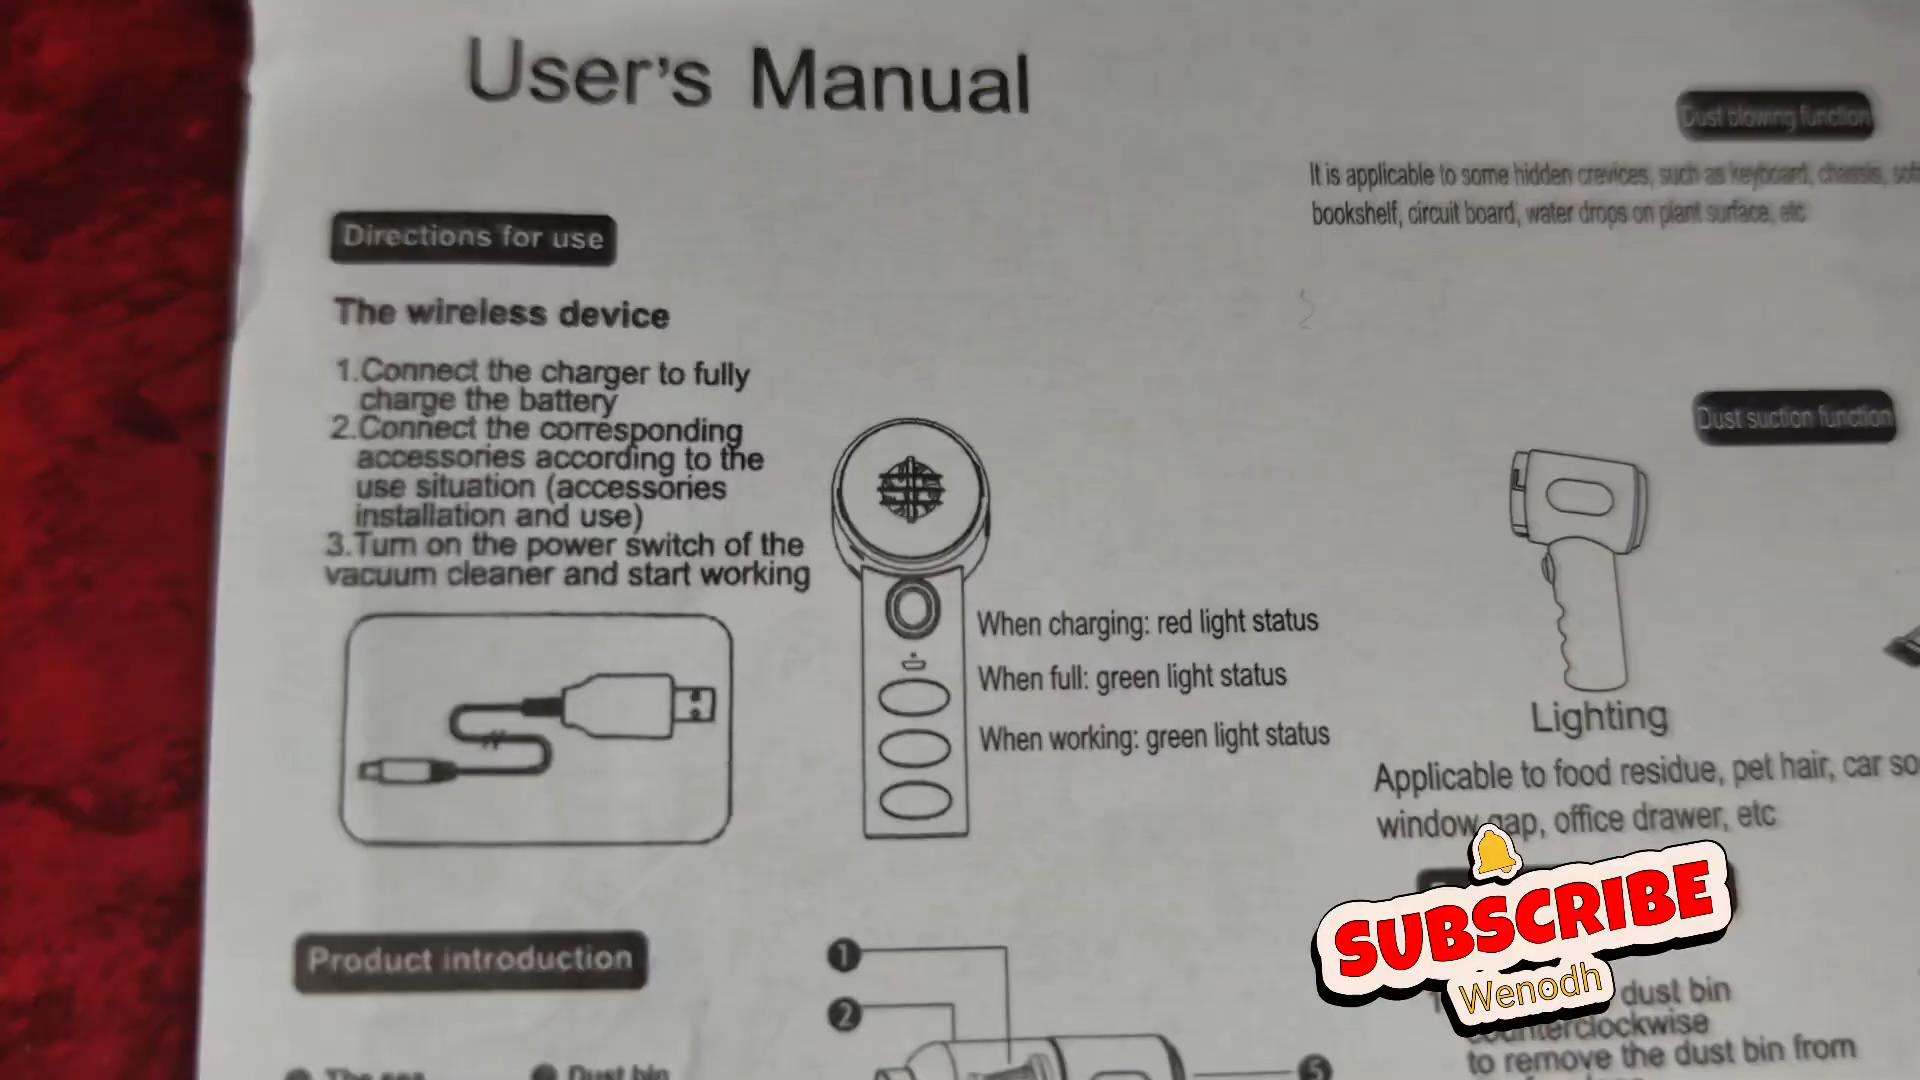 User's Manual
Directions for use
The wireless device
1.Connect the charger to fully
charge the battery
2.Connect the corresponding
accessories according to the
use situation (accessories
installation and use)
3.Turn on the power switch of the
vacuum cleaner and start working
When charging: red light status
When full: green light status
When working: green light status
Product introduction
1
2
5
Dust bin
Dust blowing function
It is applicable to some hidden crevices, such as keyboard, chassis,
bookshelf, circuit board, water drops on plant surface, etc
Dust suction function
Lighting
Applicable to food residue, pet hair, car
window gap, office drawer, etc
SUBSCRIBE
Wenodh
dust bin
counterclockwise
to remove the dust bin from